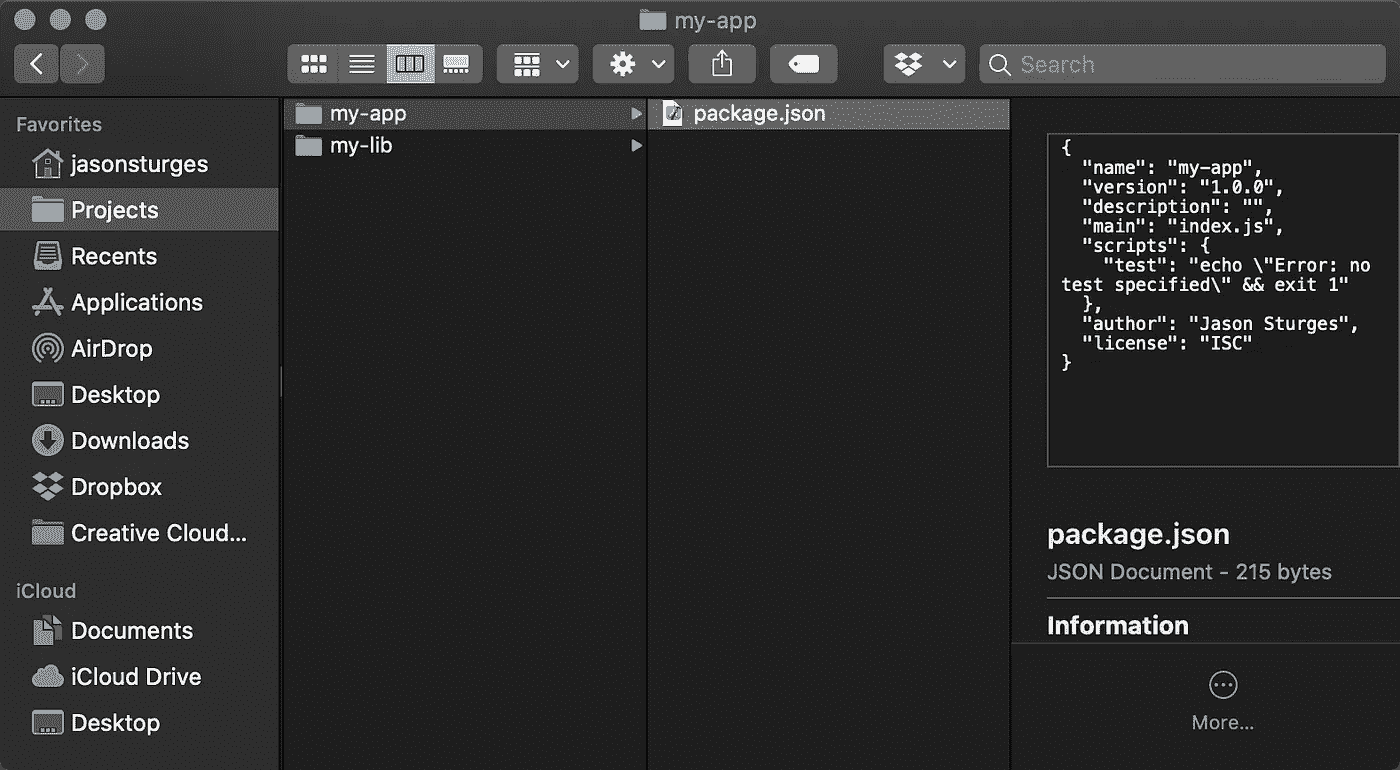 my-app
Search
Favorites
jasonsturges
Projects
Recents
Applications
AirDrop
Desktop
Downloads
Dropbox
Creative Cloud...
iCloud
Documents
iCloud Drive
Desktop
my-app
my-lib
package.json
{
  "name": "my-app",
  "version": "1.0.0",
  "description": "",
  "main": "index.js",
  "scripts": {
    "test": "echo \"Error: no
test specified\" && exit 1"
  },
  "author": "Jason Sturges",
  "license": "ISC"
}
package.json
JSON Document - 215 bytes
Information
More...